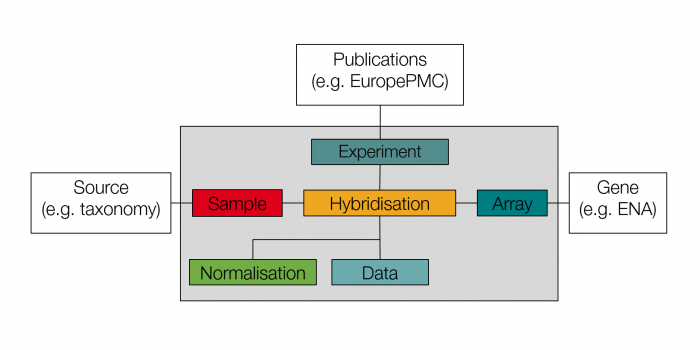 Publications
(e.g. EuropePMC)
Experiment
Source
(e.g. taxonomy)
Sample
Hybridisation
Array
Gene
(e.g. ENA)
Normalisation
Data